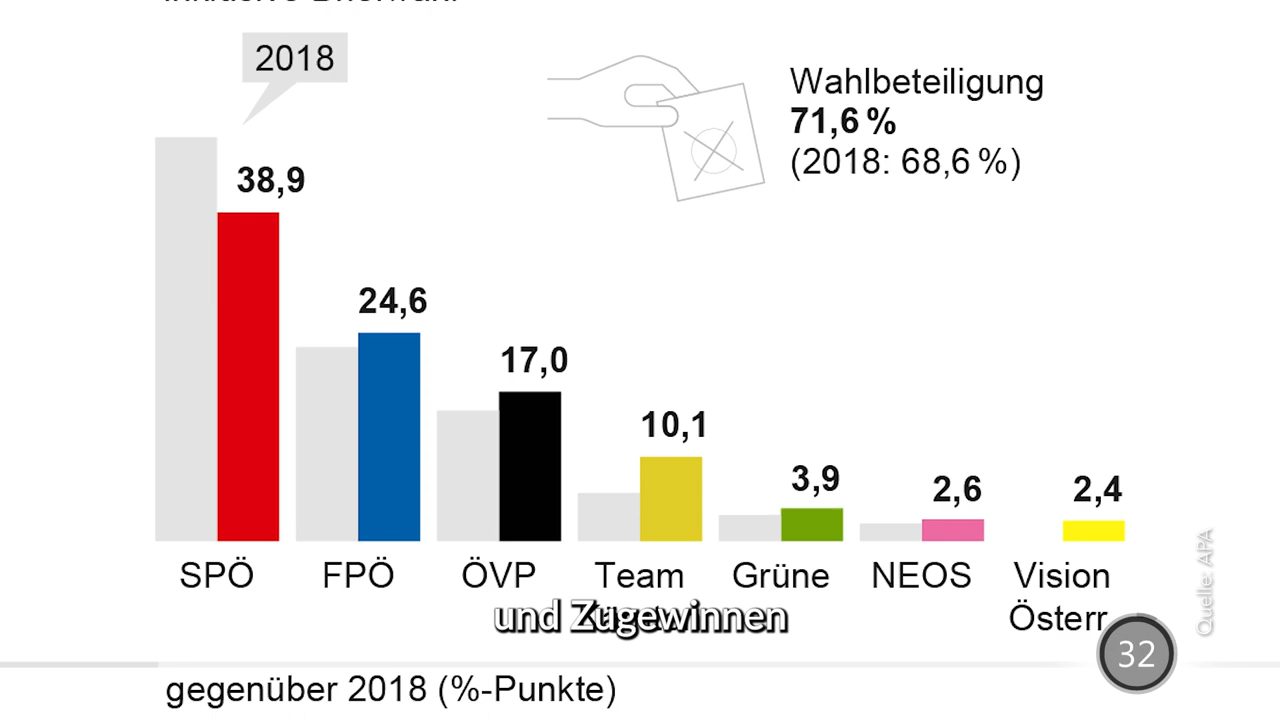 2018
Wahlbeteiligung
71,6 %
(2018: 68,6 %)
38,9
24,6
17,0
10,1
3,9
2,6
2,4
SPÖ
FPÖ
ÖVP
Team
Grüne
NEOS
Vision
Österr.
und Zugewinnen
32
Quelle: APA
gegenüber 2018 (%-Punkte)